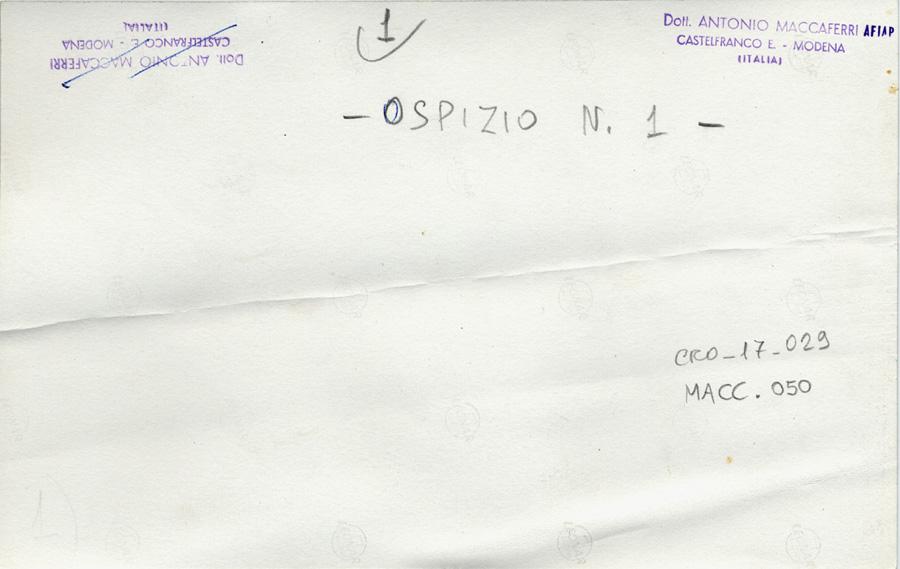 Dott. ANTONIO MACCAFERRI
CASTELFRANCO E. - MODENA
(ITALIA)
1
Dott. ANTONIO MACCAFERRI AFIAP
CASTELFRANCO E. - MODENA
(ITALIA)
- OSPIZIO N. 1 -
CRO_17_029
MACC. 050
1